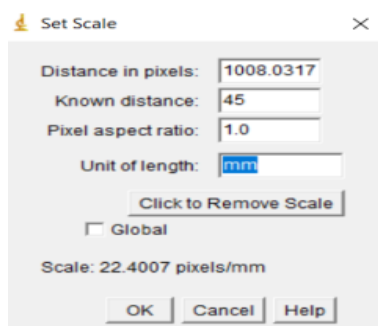 Set Scale
Distance in pixels: 1008.0317
Known distance: 45
Pixel aspect ratio: 1.0
Unit of length: mm
Click to Remove Scale
Global
Scale: 22.4007 pixels/mm
OK Cancel Help